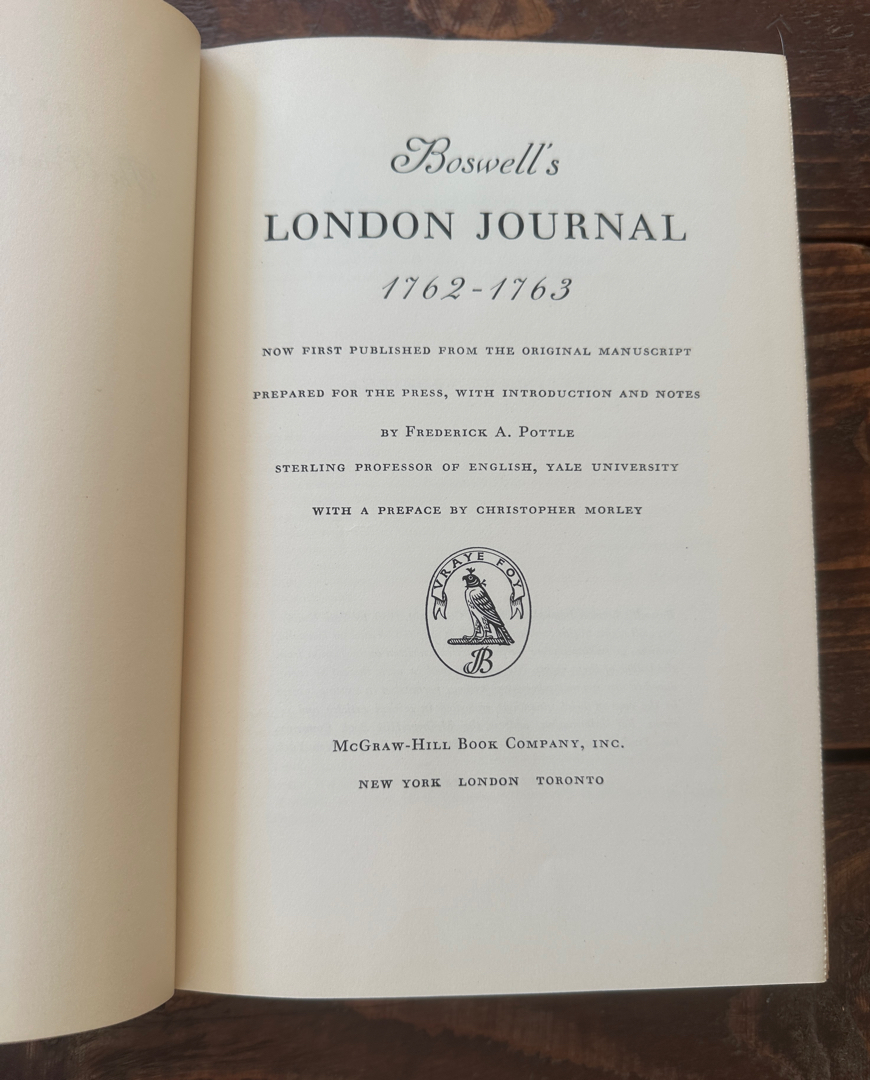 Boswell's
LONDON JOURNAL
1762-1763
NOW FIRST PUBLISHED FROM THE ORIGINAL MANUSCRIPT
PREPARED FOR THE PRESS, WITH INTRODUCTION AND NOTES
BY FREDERICK A. POTTLE
STERLING PROFESSOR OF ENGLISH, YALE UNIVERSITY
WITH A PREFACE BY CHRISTOPHER MORLEY
VRAYE FOY
JB
McGRAW-HILL BOOK COMPANY, INC.
NEW YORK LONDON TORONTO